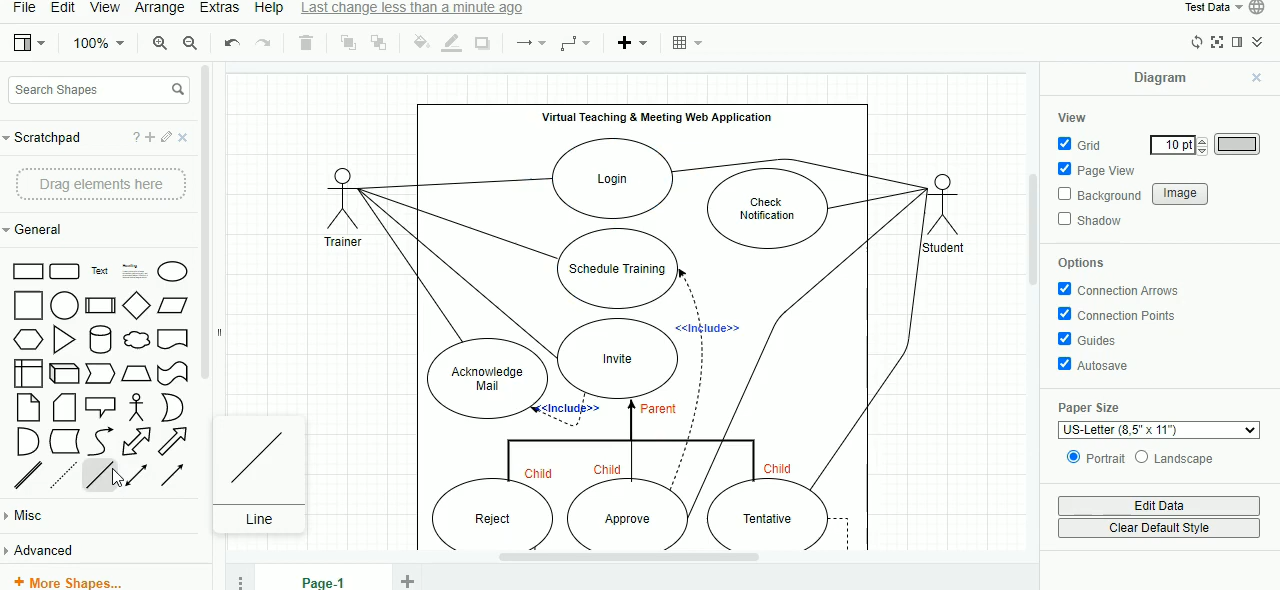 File Edit View Arrange Extras Help Last change less than a minute ago
Test Data
100%
Search Shapes
Scratchpad
?
Drag elements here
General
Text
Heading
Line
Misc
Advanced
+ More Shapes...
Virtual Teaching & Meeting Web Application
Login
Check
Notification
Trainer
Student
Schedule Training
<<Include>>
Invite
Acknowledge
Mail
<<Include>>
Parent
Child
Child
Child
Reject
Approve
Tentative
Page-1
Diagram
View
Grid
10 pt
Page View
Background
Image
Shadow
Options
Connection Arrows
Connection Points
Guides
Autosave
Paper Size
US-Letter (8,5" x 11")
Portrait
Landscape
Edit Data
Clear Default Style